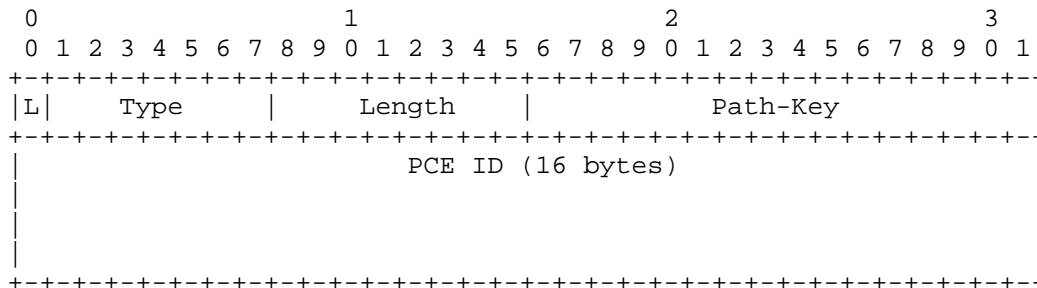 0                   1                   2                   3
0 1 2 3 4 5 6 7 8 9 0 1 2 3 4 5 6 7 8 9 0 1 2 3 4 5 6 7 8 9 0 1
+-+-+-+-+-+-+-+-+-+-+-+-+-+-+-+-+-+-+-+-+-+-+-+-+-+-+-+-+-+-+-+--
|L|    Type     |     Length    |           Path-Key
+-+-+-+-+-+-+-+-+-+-+-+-+-+-+-+-+-+-+-+-+-+-+-+-+-+-+-+-+-+-+-+--
|                        PCE ID (16 bytes)
|
|
|
+-+-+-+-+-+-+-+-+-+-+-+-+-+-+-+-+-+-+-+-+-+-+-+-+-+-+-+-+-+-+-+--